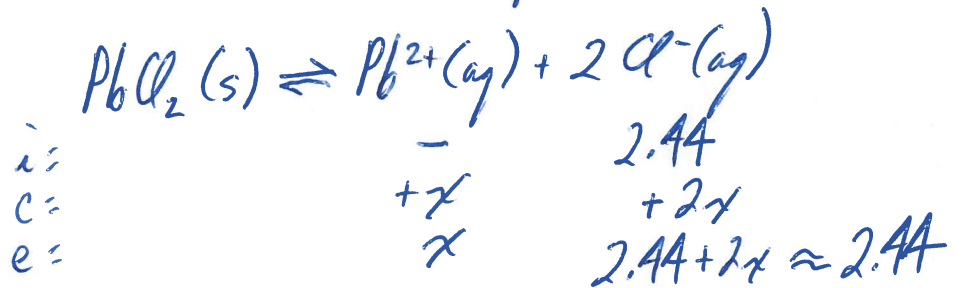 PbCl₂ (s) ⇌ Pb²⁺(aq) + 2 Cl⁻(aq)
i: - 2.44
c = +x +2x
e = x 2.44+2x ≈ 2.44